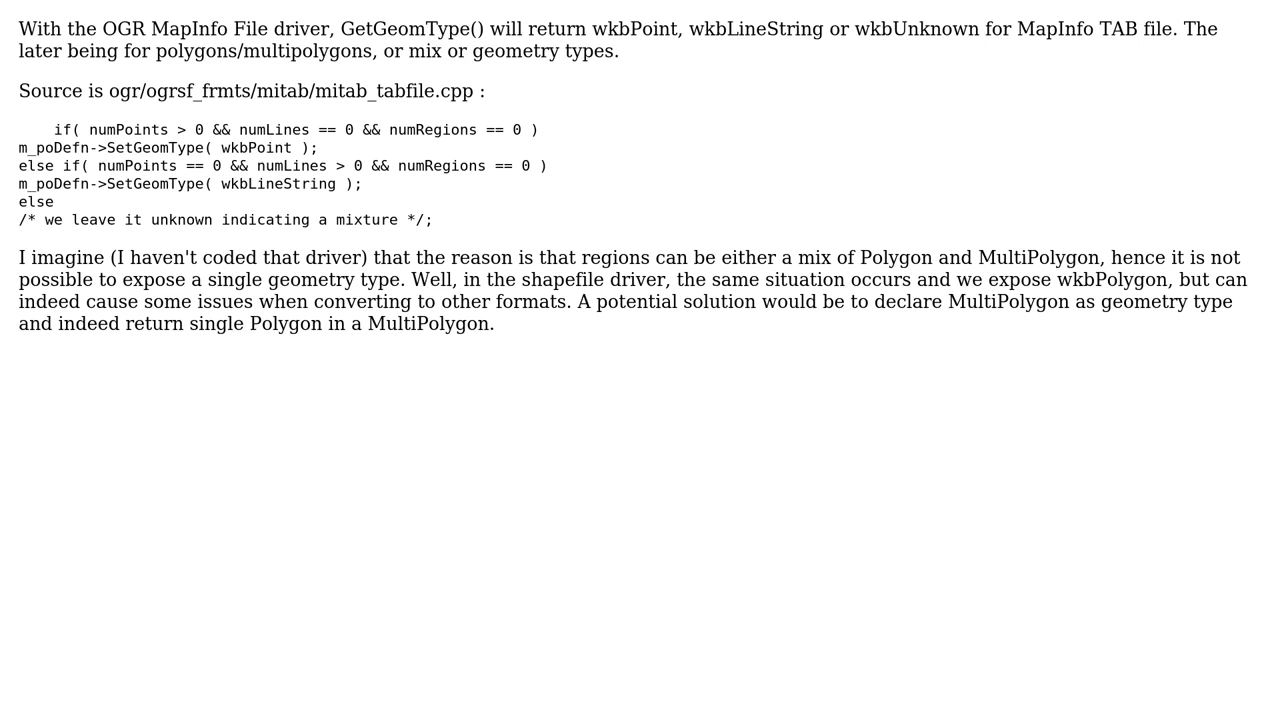 With the OGR MapInfo File driver, GetGeomType() will return wkbPoint, wkbLineString or wkbUnknown for MapInfo TAB file. The
later being for polygons/multipolygons, or mix or geometry types.
Source is ogr/ogrsf_frmts/mitab/mitab_tabfile.cpp :
    if( numPoints > 0 && numLines == 0 && numRegions == 0 )
m_poDefn->SetGeomType( wkbPoint );
else if( numPoints == 0 && numLines > 0 && numRegions == 0 )
m_poDefn->SetGeomType( wkbLineString );
else
/* we leave it unknown indicating a mixture */;
I imagine (I haven't coded that driver) that the reason is that regions can be either a mix of Polygon and MultiPolygon, hence it is not
possible to expose a single geometry type. Well, in the shapefile driver, the same situation occurs and we expose wkbPolygon, but can
indeed cause some issues when converting to other formats. A potential solution would be to declare MultiPolygon as geometry type
and indeed return single Polygon in a MultiPolygon.